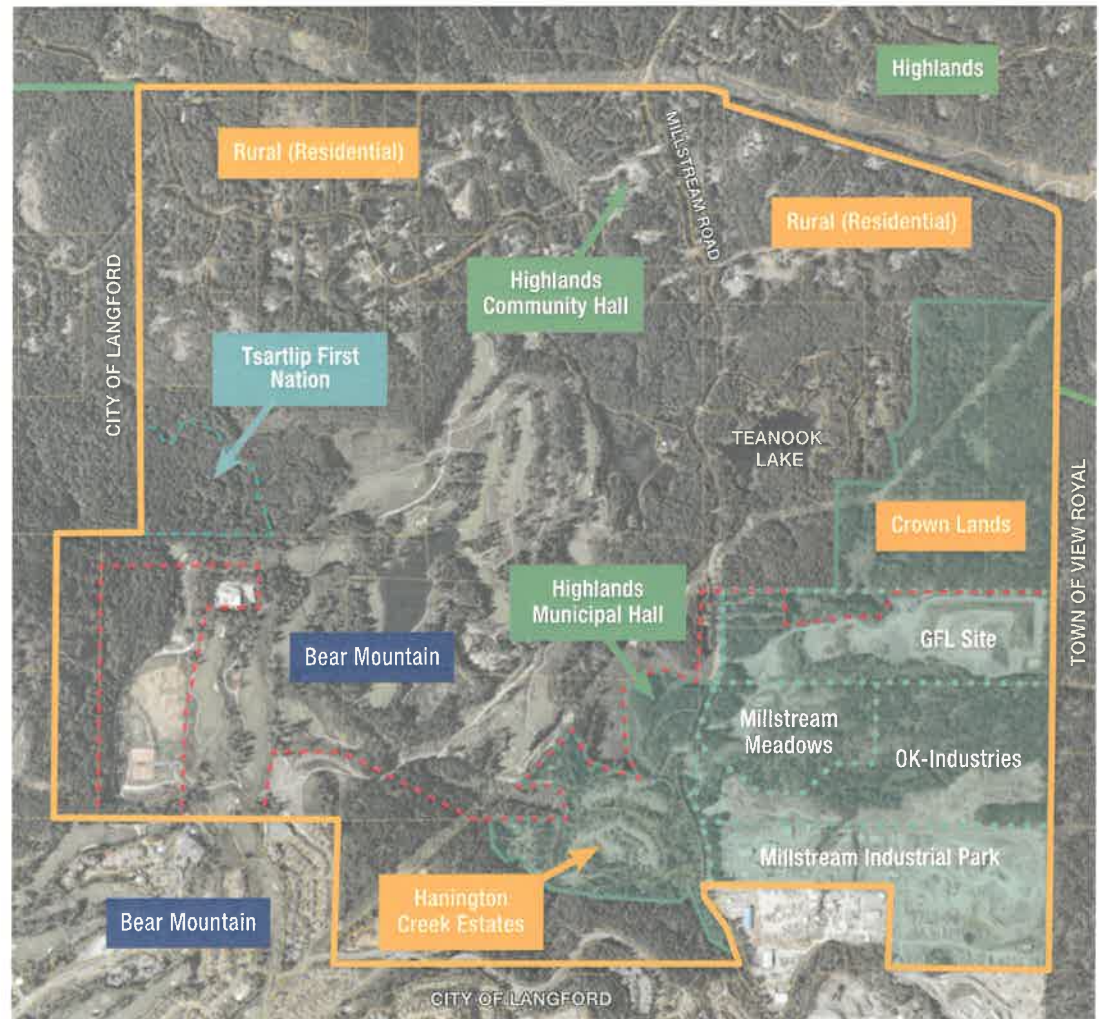 Highlands
Rural (Residential)
MILLSTREAM ROAD
Rural (Residential)
Highlands
Community Hall
CITY OF LANGFORD
Tsartlip First
Nation
TEANOOK
LAKE
Crown Lands
TOWN OF VIEW ROYAL
Highlands
Municipal Hall
GFL Site
Bear Mountain
Millstream
Meadows
OK-Industries
Millstream Industrial Park
Hanington
Creek Estates
Bear Mountain
CITY OF LANGFORD